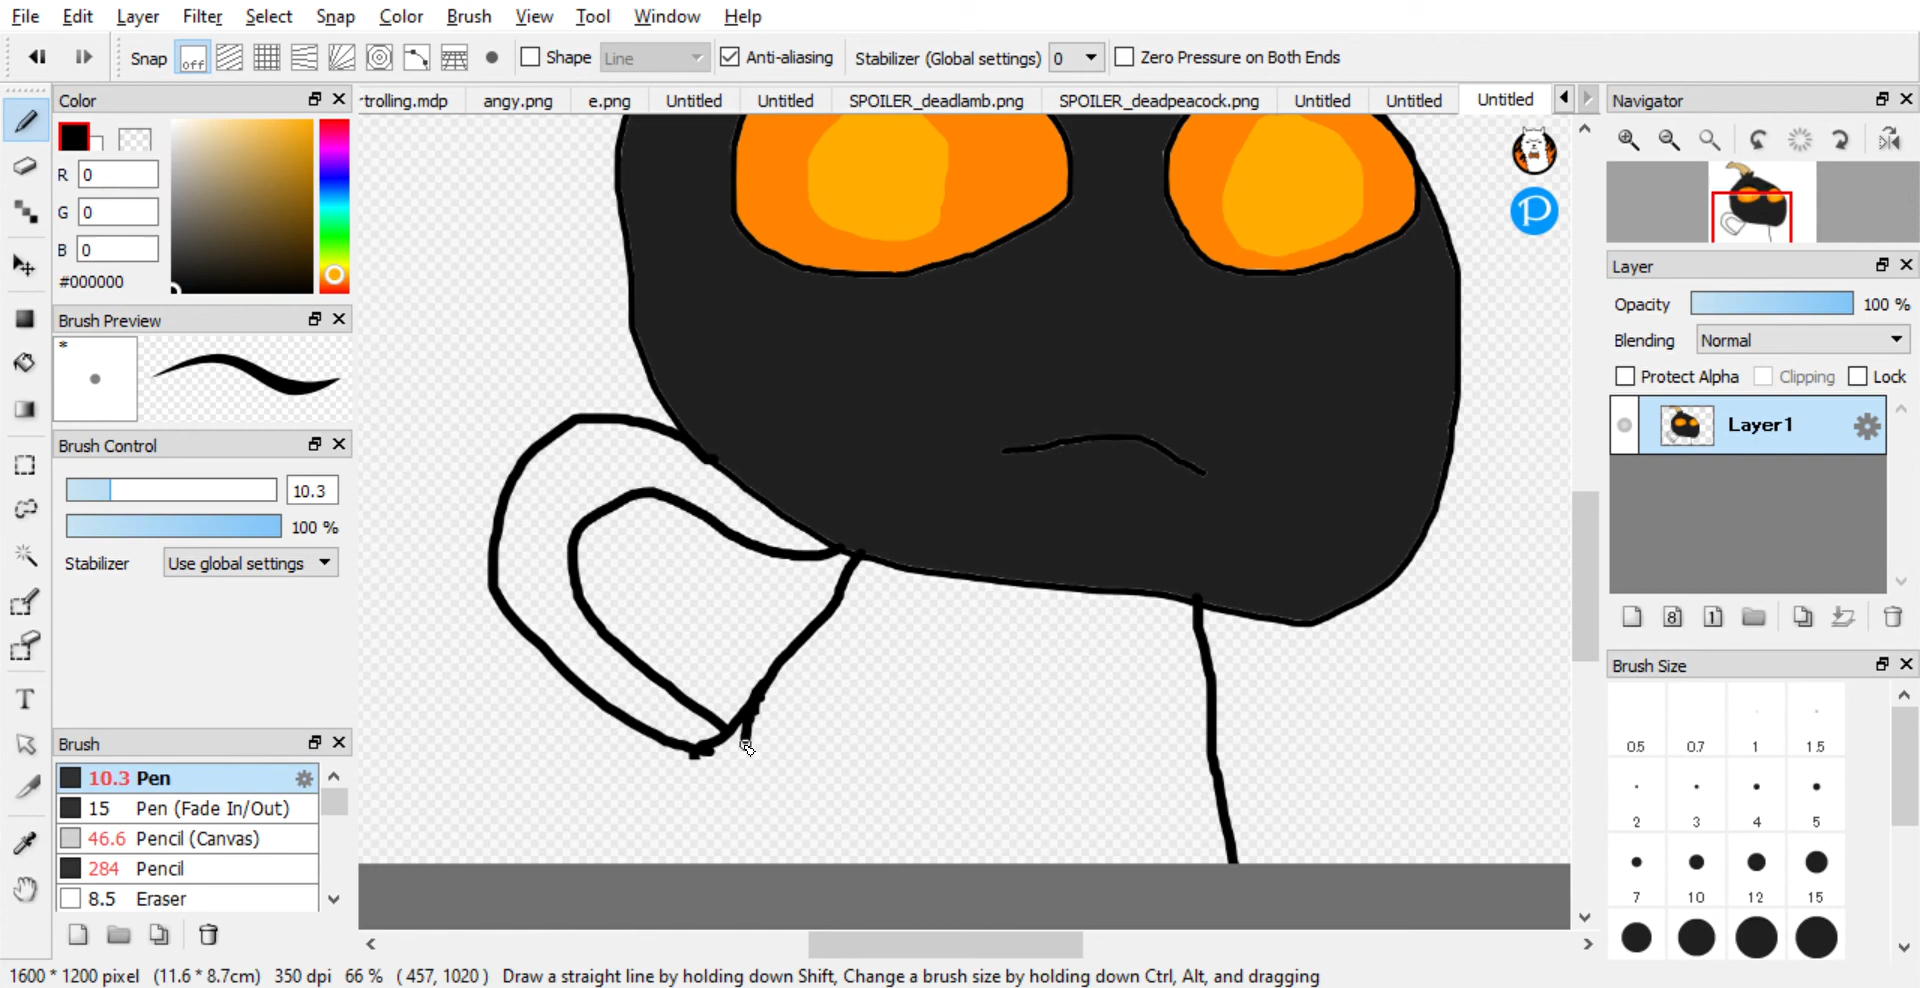 File Edit Layer Filter Select Snap Color Brush View Tool Window Help
Snap off Shape Line Anti-aliasing Stabilizer (Global settings) 0 Zero Pressure on Both Ends
Color
trolling.mdp angy.png e.png Untitled Untitled SPOILER_deadlamb.png SPOILER_deadpeacock.png Untitled Untitled Untitled
Navigator
R 0
G 0
B 0
#000000
Brush Preview
*
Brush Control
10.3
100 %
Stabilizer Use global settings
Brush
10.3 Pen
15 Pen (Fade In/Out)
46.6 Pencil (Canvas)
284 Pencil
8.5 Eraser
T
P
Layer
Opacity 100 %
Blending Normal
Protect Alpha Clipping Lock
Layer1
8 1
Brush Size
0.5 0.7 1 1.5
2 3 4 5
7 10 12 15
1600 * 1200 pixel (11.6 * 8.7cm) 350 dpi 66 % ( 457, 1020 ) Draw a straight line by holding down Shift, Change a brush size by holding down Ctrl, Alt, and dragging